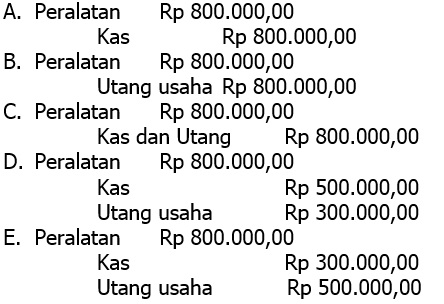 A. Peralatan Rp 800.000,00
Kas Rp 800.000,00
B. Peralatan Rp 800.000,00
Utang usaha Rp 800.000,00
C. Peralatan Rp 800.000,00
Kas dan Utang Rp 800.000,00
D. Peralatan Rp 800.000,00
Kas Rp 500.000,00
Utang usaha Rp 300.000,00
E. Peralatan Rp 800.000,00
Kas Rp 300.000,00
Utang usaha Rp 500.000,00